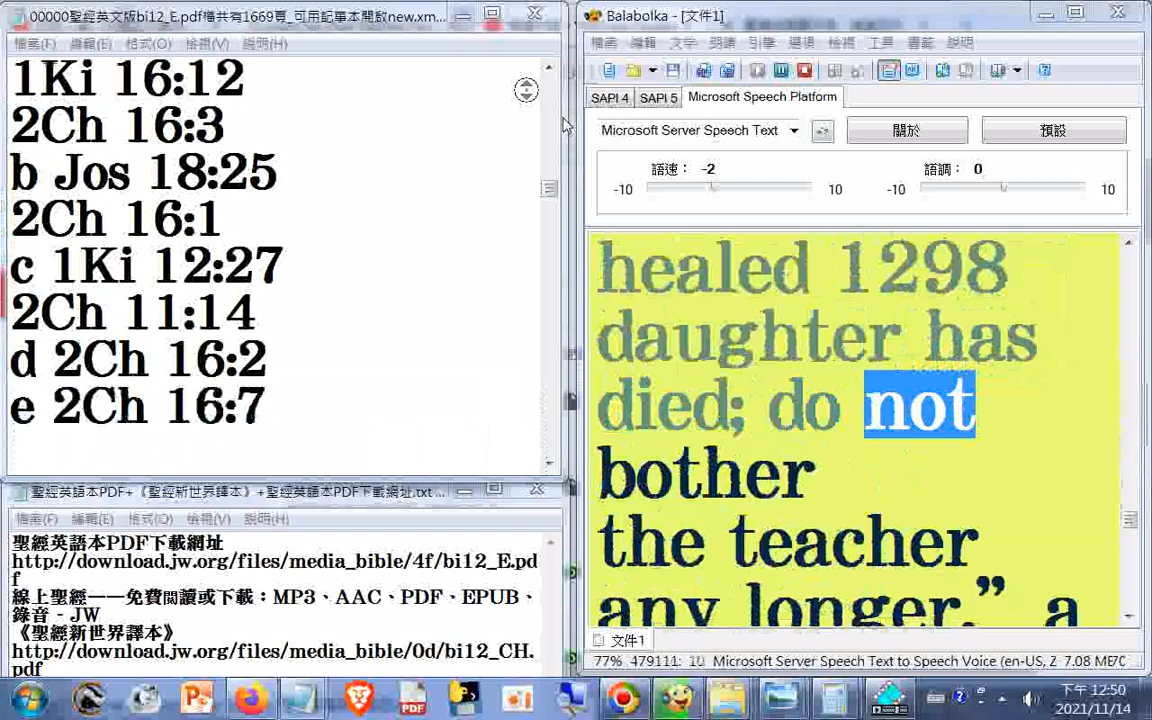 00000聖經英文版bi12_E.pdf檔共有1669頁_可用記事本開啟new.xm...
檔案(F) 編輯(E) 格式(O) 檢視(V) 說明(H)
1Ki 16:12
2Ch 16:3
b Jos 18:25
2Ch 16:1
c 1Ki 12:27
2Ch 11:14
d 2Ch 16:2
e 2Ch 16:7
聖經英語本PDF+《聖經新世界譯本》+聖經英語本PDF下載網址.txt ...
檔案(F) 編輯(E) 格式(O) 檢視(V) 說明(H)
聖經英語本PDF下載網址
http://download.jw.org/files/media_bible/4f/bi12_E.pd
f
線上聖經——免費閱讀或下載：MP3、AAC、PDF、EPUB、
錄音 - JW
《聖經新世界譯本》
http://download.jw.org/files/media_bible/0d/bi12_CH.
pdf
Balabolka - [文件1]
檔案 編輯 文字 朗讀 引擎 選項 檢視 工具 書籤 說明
SAPI 4 SAPI 5 Microsoft Speech Platform
Microsoft Server Speech Text 關於 預設
語速： -2 語調： 0
-10 10 -10 10
healed 1298
daughter has
died; do not
bother
the teacher
any longer.” a
文件1
77% 479111: 10 Microsoft Server Speech Text to Speech Voice (en-US, Z 7.08 ME
下午 12:50
2021/11/14